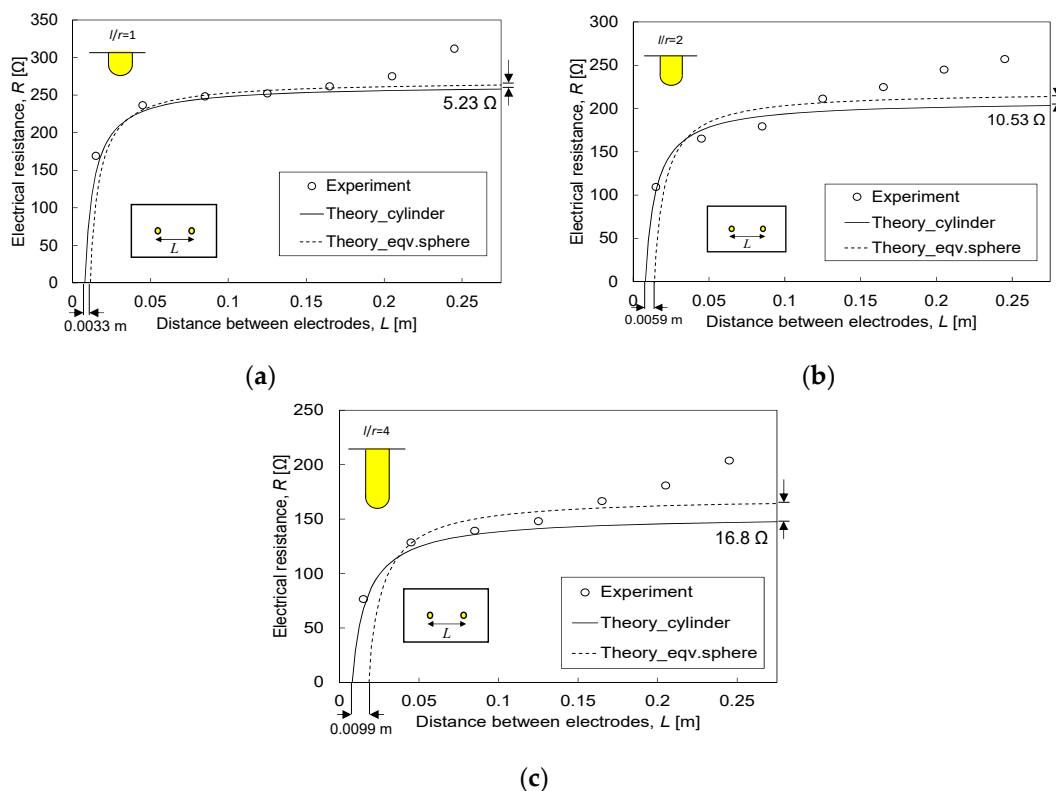 350
300
250
200
150
100
50
0
Electrical resistance, R [Ω]
l/r=1
5.23 Ω
Experiment
Theory_cylinder
Theory_eqv.sphere
L
0 0.05 0.1 0.15 0.2 0.25
0.0033 m
Distance between electrodes, L [m]
(a)
300
250
200
150
100
50
0
Electrical resistance, R [Ω]
l/r=2
10.53 Ω
Experiment
Theory_cylinder
Theory_eqv.sphere
L
0 0.05 0.1 0.15 0.2 0.25
0.0059 m
Distance between electrodes, L [m]
(b)
250
200
150
100
50
0
Electrical resistance, R [Ω]
l/r=4
16.8 Ω
Experiment
Theory_cylinder
Theory_eqv.sphere
L
0 0.05 0.1 0.15 0.2 0.25
0.0099 m
Distance between electrodes, L [m]
(c)